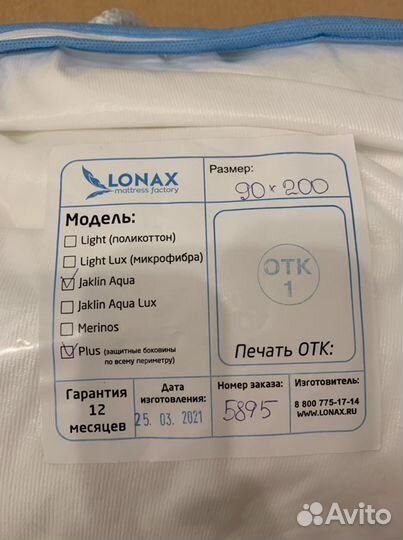 LONAX
mattress factory
Размер:
90 × 200
Модель:
Light (поликоттон)
Light Lux (микрофибра)
Jaklin Aqua
Jaklin Aqua Lux
Merinos
Plus (защитные боковины
по всему периметру)
ОТК
1
Печать ОТК:
Гарантия
12
месяцев
Дата
изготовления:
25. 03. 2021
Номер заказа:
5895
Изготовитель:
8 800 775-17-14
WWW.LONAX.RU
Avito